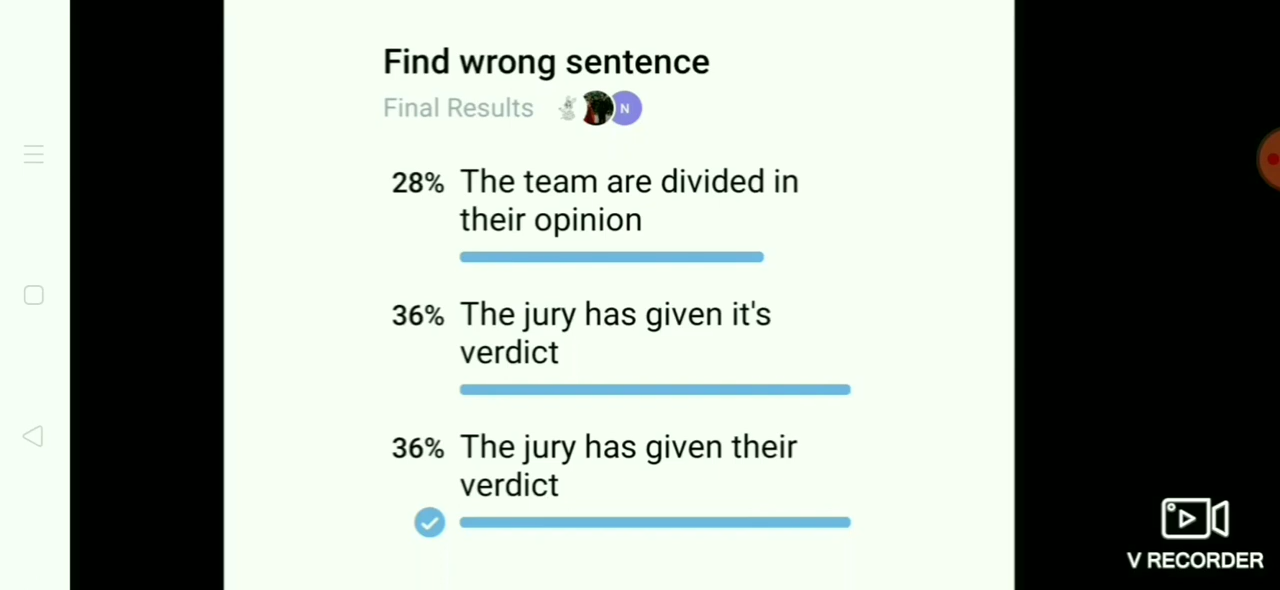 Find wrong sentence
Final Results
N
28% The team are divided in
their opinion
36% The jury has given it's
verdict
36% The jury has given their
verdict
V RECORDER